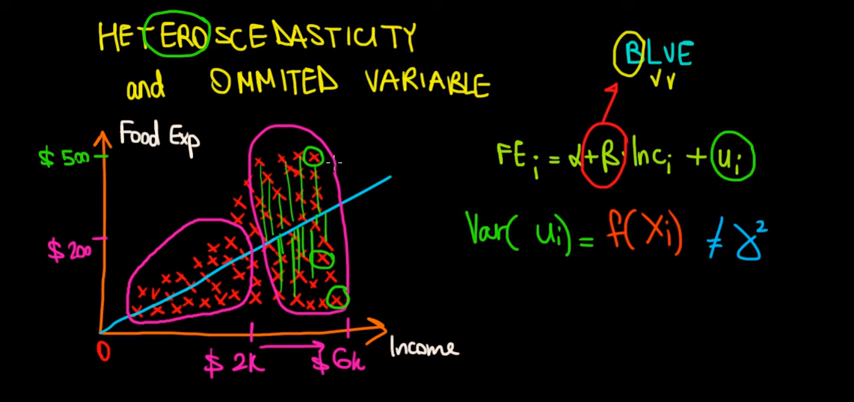 HETEROSCEDASTICITY
and OMMITED VARIABLE
BLUE
Food Exp
$ 500
FEi = α + β · Inci + ui
Var( ui) = f(Xi) ≠ γ²
$ 200
0
$ 2k
$ 6k
Income